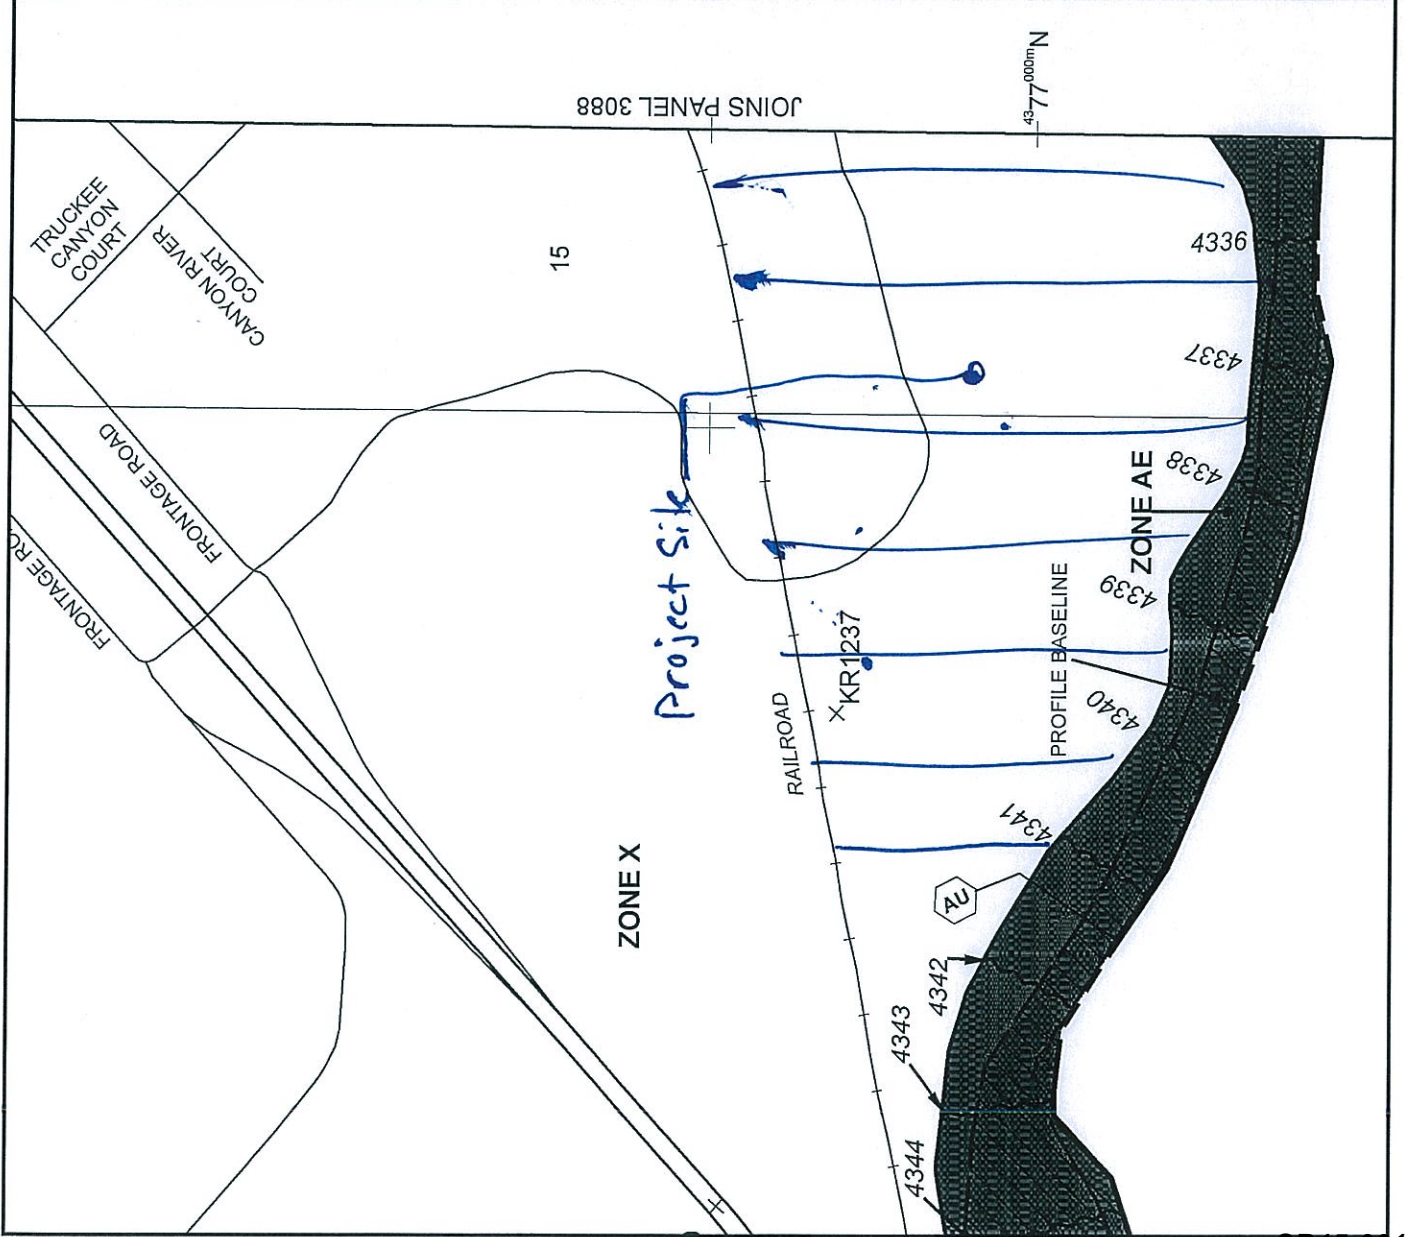 JOINS PANEL 3088
4377000mN
TRUCKEE
CANYON
COURT
CANYON RIVER
COURT
15
4336
4337
FRONTAGE ROAD
FRONTAGE RO
4338
ZONE AE
Project Site
4339
PROFILE BASELINE
KR1237
4340
RAILROAD
4341
ZONE X
AU
4342
4343
4344